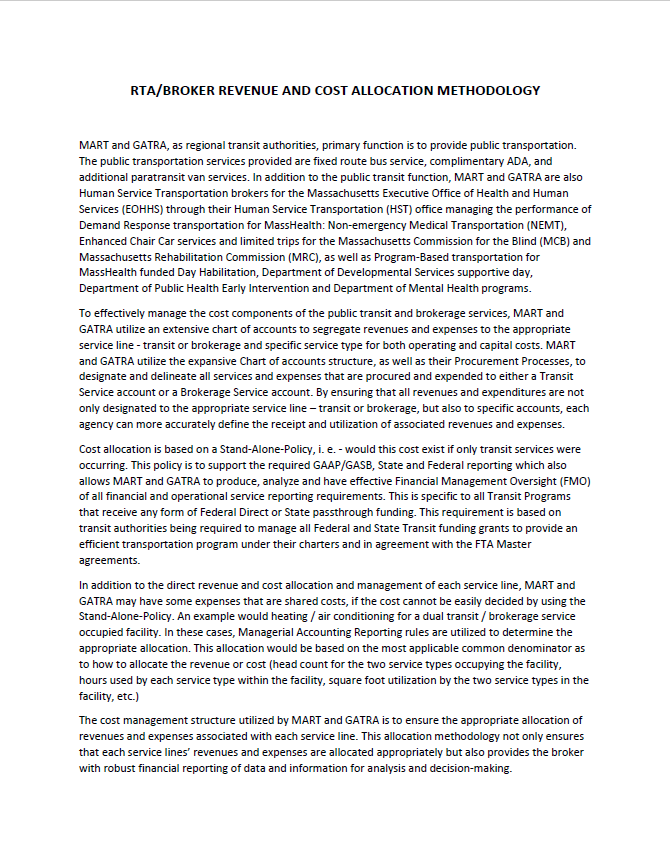 RTA/BROKER REVENUE AND COST ALLOCATION METHODOLOGY
MART and GATRA, as regional transit authorities, primary function is to provide public transportation.
The public transportation services provided are fixed route bus service, complimentary ADA, and
additional paratransit van services. In addition to the public transit function, MART and GATRA are also
Human Service Transportation brokers for the Massachusetts Executive Office of Health and Human
Services (EOHHS) through their Human Service Transportation (HST) office managing the performance of
Demand Response transportation for MassHealth: Non-emergency Medical Transportation (NEMT),
Enhanced Chair Car services and limited trips for the Massachusetts Commission for the Blind (MCB) and
Massachusetts Rehabilitation Commission (MRC), as well as Program-Based transportation for
MassHealth funded Day Habilitation, Department of Developmental Services supportive day,
Department of Public Health Early Intervention and Department of Mental Health programs.
To effectively manage the cost components of the public transit and brokerage services, MART and
GATRA utilize an extensive chart of accounts to segregate revenues and expenses to the appropriate
service line - transit or brokerage and specific service type for both operating and capital costs. MART
and GATRA utilize the expansive Chart of accounts structure, as well as their Procurement Processes, to
designate and delineate all services and expenses that are procured and expended to either a Transit
Service account or a Brokerage Service account. By ensuring that all revenues and expenditures are not
only designated to the appropriate service line – transit or brokerage, but also to specific accounts, each
agency can more accurately define the receipt and utilization of associated revenues and expenses.
Cost allocation is based on a Stand-Alone-Policy, i. e. - would this cost exist if only transit services were
occurring. This policy is to support the required GAAP/GASB, State and Federal reporting which also
allows MART and GATRA to produce, analyze and have effective Financial Management Oversight (FMO)
of all financial and operational service reporting requirements. This is specific to all Transit Programs
that receive any form of Federal Direct or State passthrough funding. This requirement is based on
transit authorities being required to manage all Federal and State Transit funding grants to provide an
efficient transportation program under their charters and in agreement with the FTA Master
agreements.
In addition to the direct revenue and cost allocation and management of each service line, MART and
GATRA may have some expenses that are shared costs, if the cost cannot be easily decided by using the
Stand-Alone-Policy. An example would heating / air conditioning for a dual transit / brokerage service
occupied facility. In these cases, Managerial Accounting Reporting rules are utilized to determine the
appropriate allocation. This allocation would be based on the most applicable common denominator as
to how to allocate the revenue or cost (head count for the two service types occupying the facility,
hours used by each service type within the facility, square foot utilization by the two service types in the
facility, etc.)
The cost management structure utilized by MART and GATRA is to ensure the appropriate allocation of
revenues and expenses associated with each service line. This allocation methodology not only ensures
that each service lines’ revenues and expenses are allocated appropriately but also provides the broker
with robust financial reporting of data and information for analysis and decision-making.